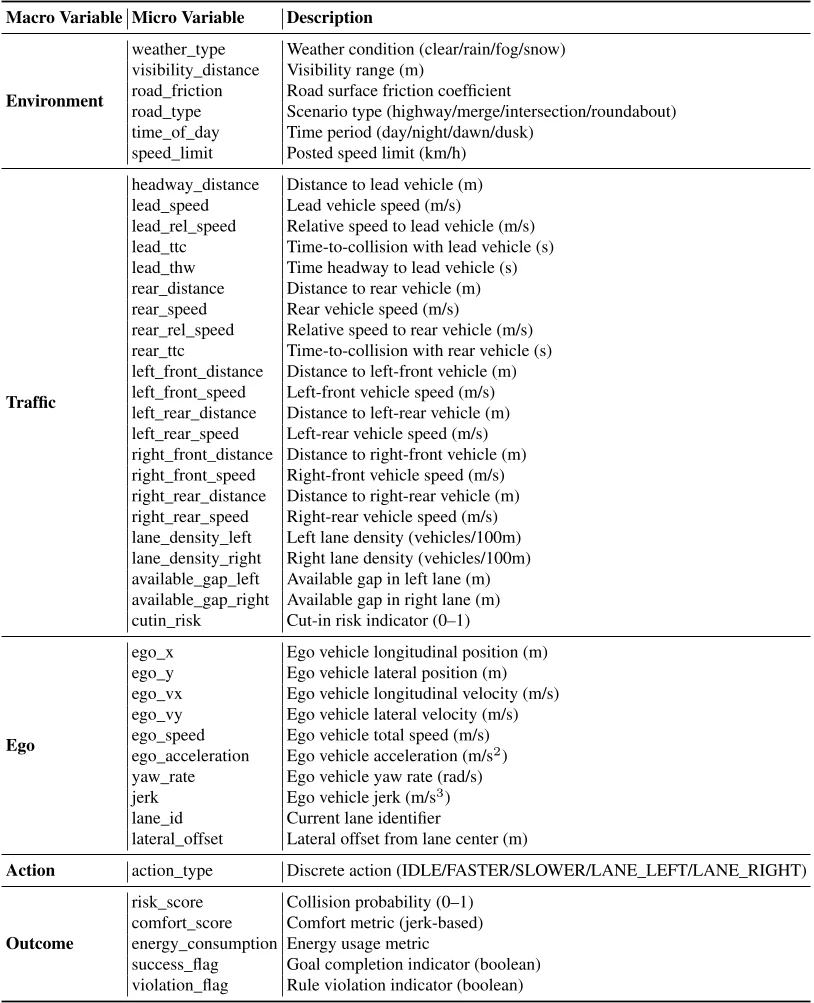 Macro Variable Micro Variable Description
weather_type Weather condition (clear/rain/fog/snow)
visibility_distance Visibility range (m)
Environment road_friction Road surface friction coefficient
road_type Scenario type (highway/merge/intersection/roundabout)
time_of_day Time period (day/night/dawn/dusk)
speed_limit Posted speed limit (km/h)
headway_distance Distance to lead vehicle (m)
lead_speed Lead vehicle speed (m/s)
lead_rel_speed Relative speed to lead vehicle (m/s)
lead_ttc Time-to-collision with lead vehicle (s)
lead_thw Time headway to lead vehicle (s)
rear_distance Distance to rear vehicle (m)
rear_speed Rear vehicle speed (m/s)
rear_rel_speed Relative speed to rear vehicle (m/s)
rear_ttc Time-to-collision with rear vehicle (s)
left_front_distance Distance to left-front vehicle (m)
left_front_speed Left-front vehicle speed (m/s)
Traffic left_rear_distance Distance to left-rear vehicle (m)
left_rear_speed Left-rear vehicle speed (m/s)
right_front_distance Distance to right-front vehicle (m)
right_front_speed Right-front vehicle speed (m/s)
right_rear_distance Distance to right-rear vehicle (m)
right_rear_speed Right-rear vehicle speed (m/s)
lane_density_left Left lane density (vehicles/100m)
lane_density_right Right lane density (vehicles/100m)
available_gap_left Available gap in left lane (m)
available_gap_right Available gap in right lane (m)
cutin_risk Cut-in risk indicator (0–1)
ego_x Ego vehicle longitudinal position (m)
ego_y Ego vehicle lateral position (m)
ego_vx Ego vehicle longitudinal velocity (m/s)
ego_vy Ego vehicle lateral velocity (m/s)
ego_speed Ego vehicle total speed (m/s)
Ego ego_acceleration Ego vehicle acceleration (m/s²)
yaw_rate Ego vehicle yaw rate (rad/s)
jerk Ego vehicle jerk (m/s³)
lane_id Current lane identifier
lateral_offset Lateral offset from lane center (m)
Action action_type Discrete action (IDLE/FASTER/SLOWER/LANE_LEFT/LANE_RIGHT)
risk_score Collision probability (0–1)
comfort_score Comfort metric (jerk-based)
Outcome energy_consumption Energy usage metric
success_flag Goal completion indicator (boolean)
violation_flag Rule violation indicator (boolean)